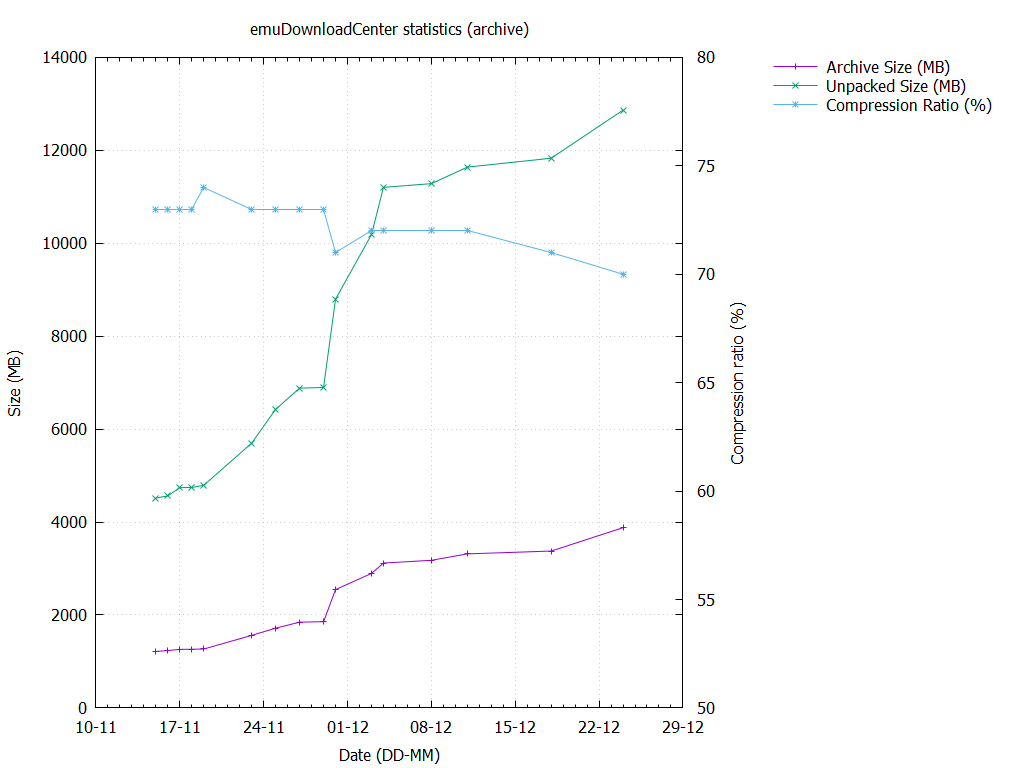 emuDownloadCenter statistics (archive)
Archive Size (MB)
Unpacked Size (MB)
Compression Ratio (%)
14000
12000
10000
8000
6000
4000
2000
0
Size (MB)
80
75
70
65
60
55
50
Compression ratio (%)
10-11 17-11 24-11 01-12 08-12 15-12 22-12 29-12
Date (DD-MM)